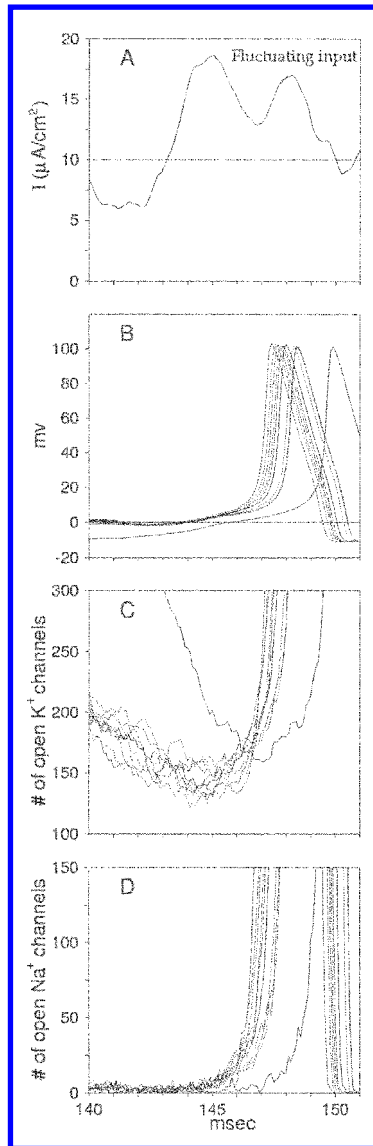 A
Fluctuating input
20
15
10
5
0
I (μA/cm²)
B
100
80
60
40
20
0
-20
mv
C
300
250
200
150
100
# of open K⁺ channels
D
150
100
50
0
# of open Na⁺ channels
140
145
150
msec